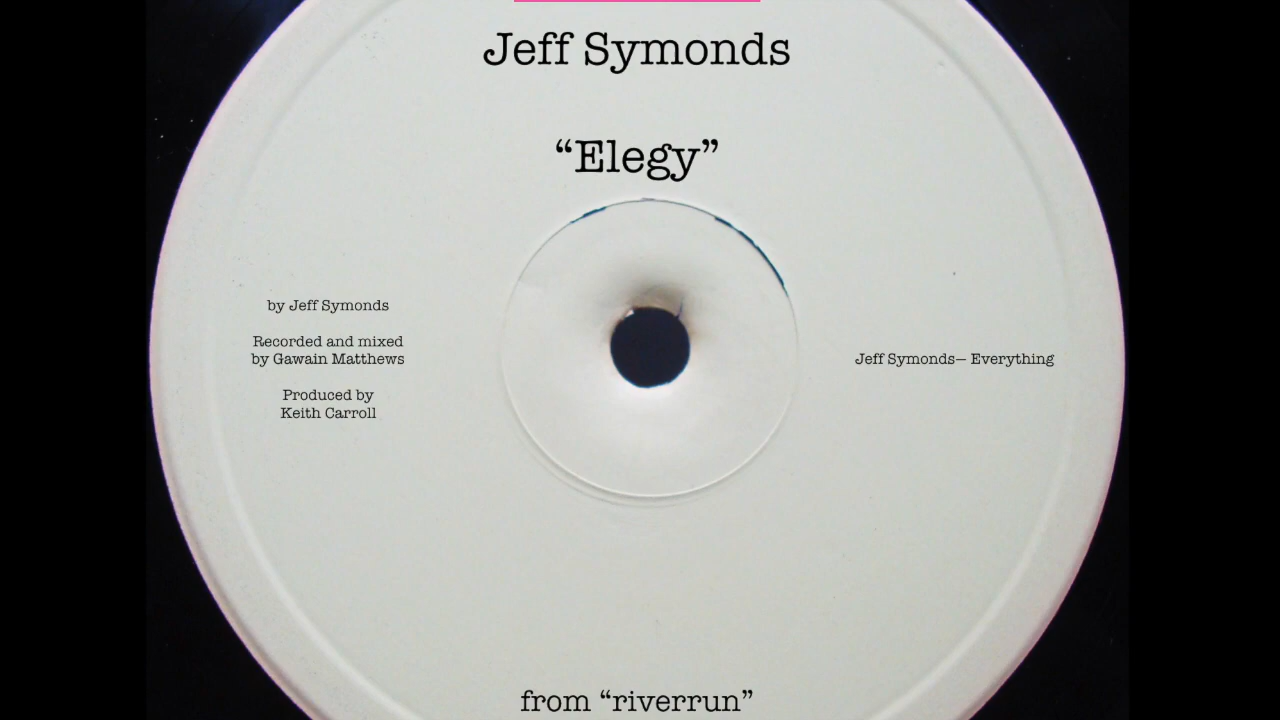 Jeff Symonds
“Elegy”
by Jeff Symonds
Recorded and mixed
by Gawain Matthews
Produced by
Keith Carroll
Jeff Symonds— Everything
from “riverrun”